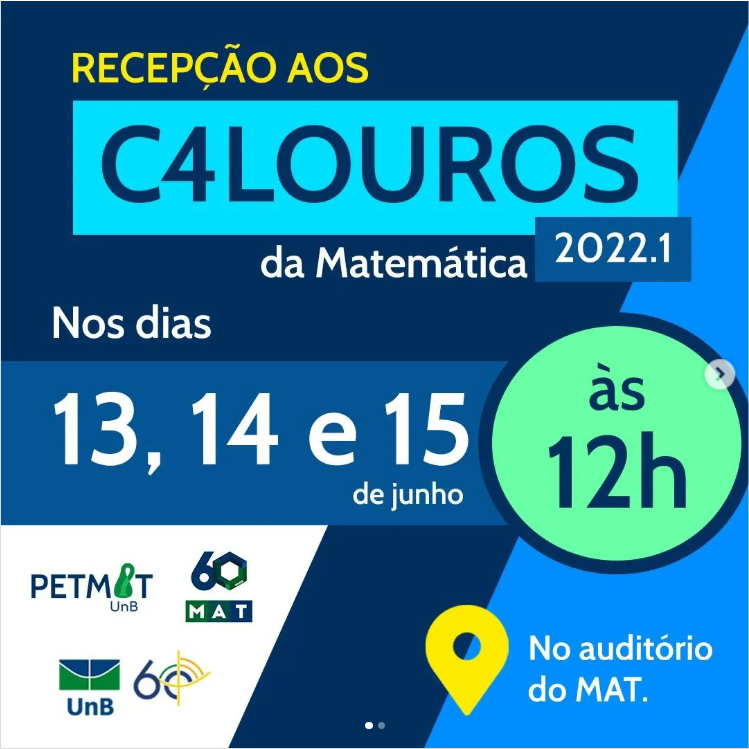 RECEPÇÃO AOS
C4LOUROS
da Matemática 2022.1
Nos dias
13, 14 e 15
de junho
às
12h
PETMAT
UnB
60
MAT
UnB 60
No auditório
do MAT.